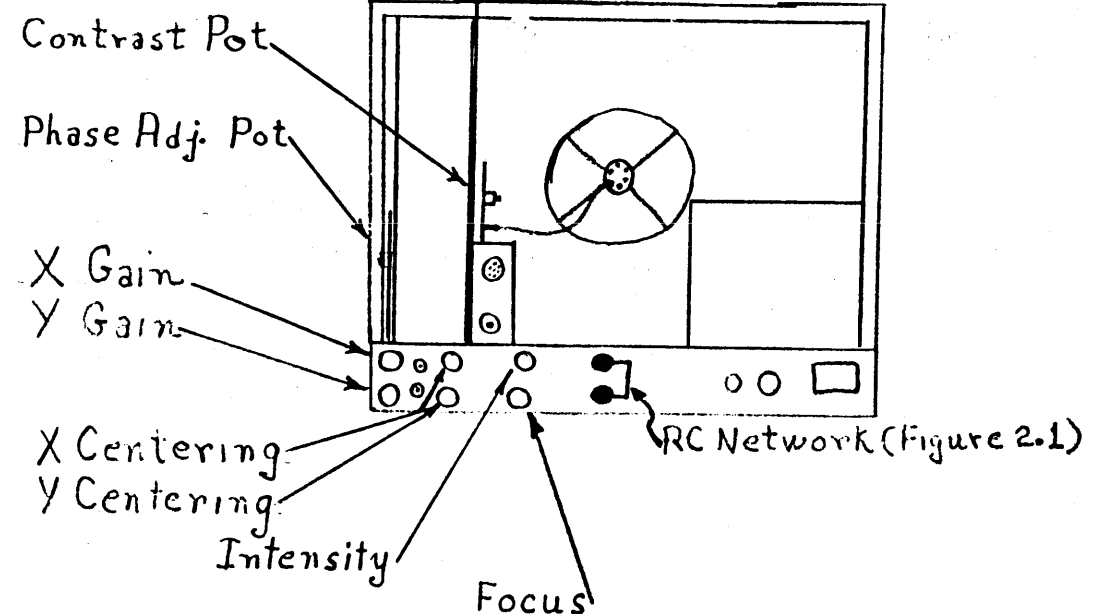 Contrast Pot
Phase Adj. Pot
X Gain
Y Gain
X Centering
Y Centering
Intensity
Focus
RC Network (Figure 2.1)